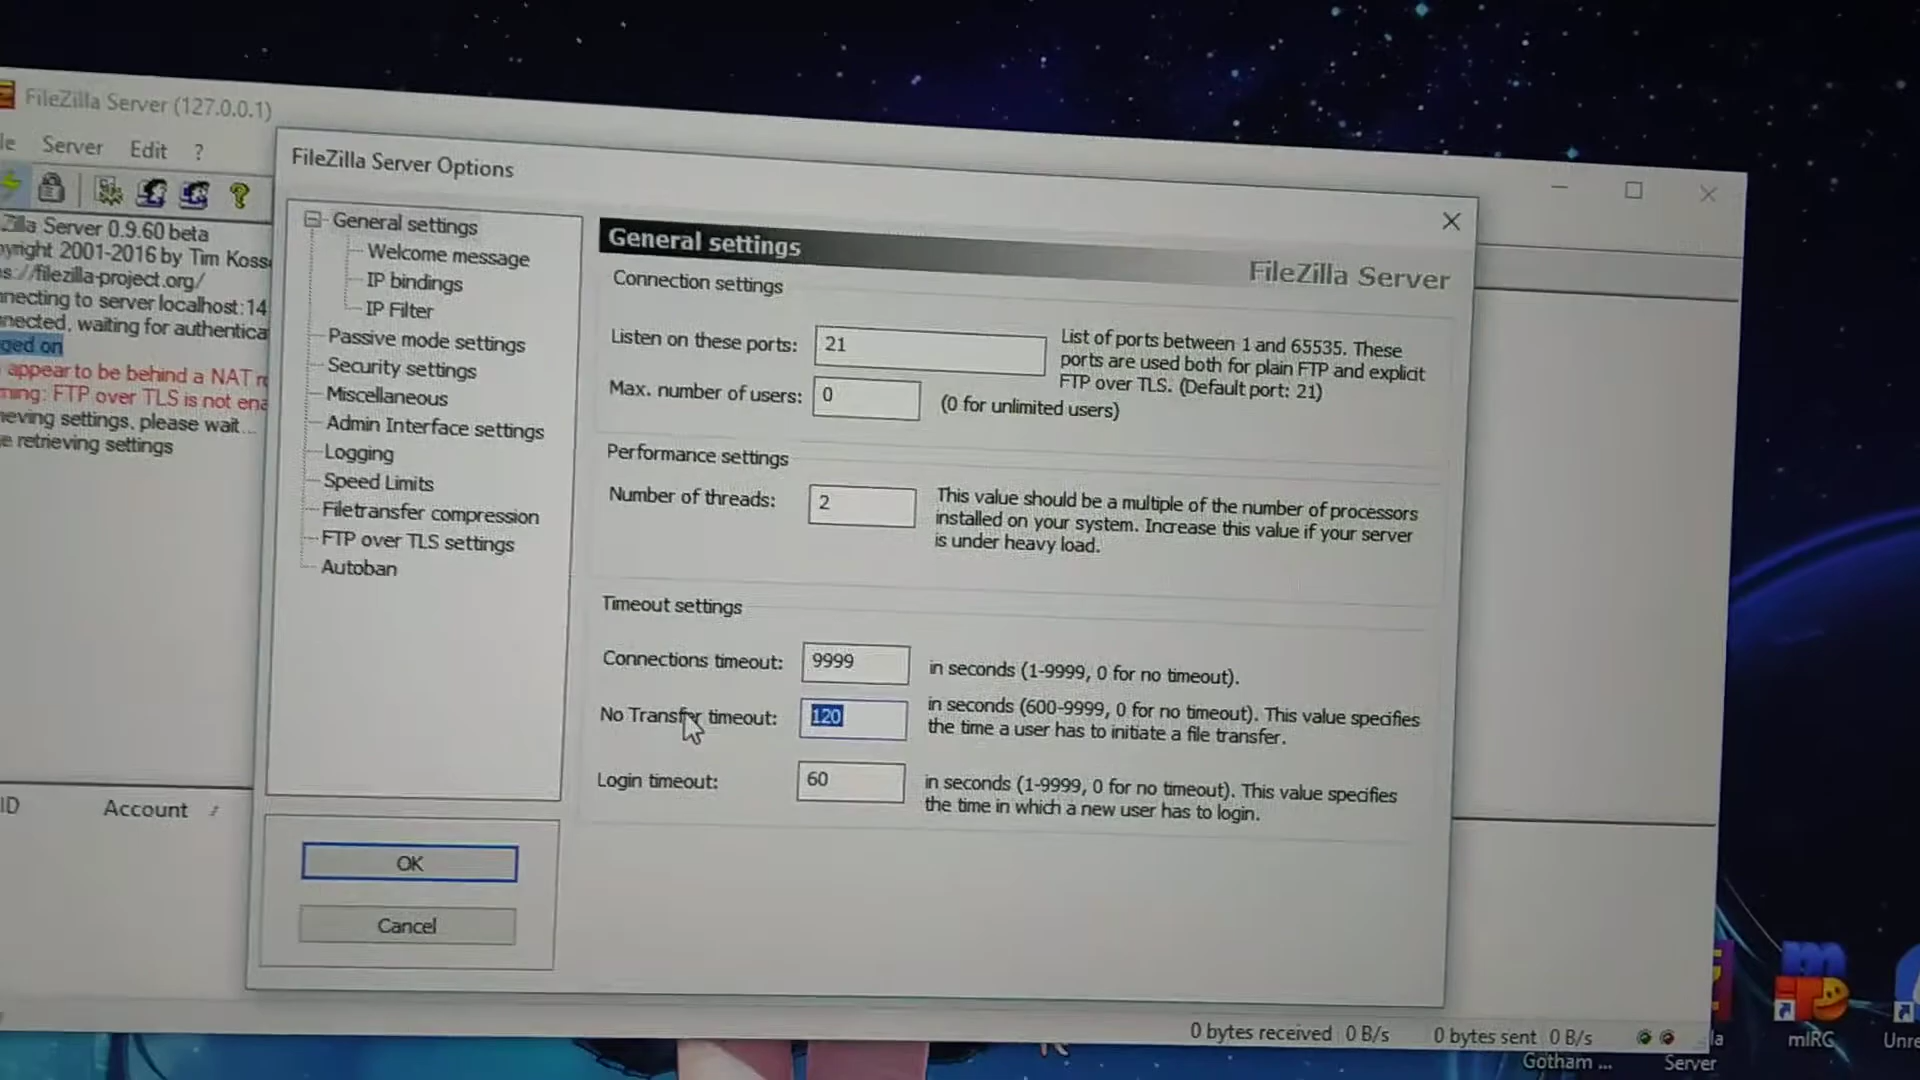 FileZilla Server (127.0.0.1)
Server Edit ?
FileZilla Server Options
Zilla Server 0.9.60 beta
pyright 2001-2016 by Tim Koss
s://filezilla-project.org/
nnecting to server localhost:14
nnected, waiting for authentica
ged on
appear to be behind a NAT r
ning: FTP over TLS is not ena
ieving settings, please wait...
e retrieving settings
General settings
Welcome message
IP bindings
IP Filter
Passive mode settings
Security settings
Miscellaneous
Admin Interface settings
Logging
Speed Limits
Filetransfer compression
FTP over TLS settings
Autoban
OK
Cancel
General settings
FileZilla Server
Connection settings
Listen on these ports: 21
List of ports between 1 and 65535. These
ports are used both for plain FTP and explicit
FTP over TLS. (Default port: 21)
Max. number of users: 0 (0 for unlimited users)
Performance settings
Number of threads: 2
This value should be a multiple of the number of processors
installed on your system. Increase this value if your server
is under heavy load.
Timeout settings
Connections timeout: 9999 in seconds (1-9999, 0 for no timeout).
No Transfer timeout: 120
in seconds (600-9999, 0 for no timeout). This value specifies
the time a user has to initiate a file transfer.
Login timeout: 60
in seconds (1-9999, 0 for no timeout). This value specifies
the time in which a new user has to login.
ID Account /
0 bytes received 0 B/s 0 bytes sent 0 B/s
Gotham ...
la
Server
mIRC
Unre